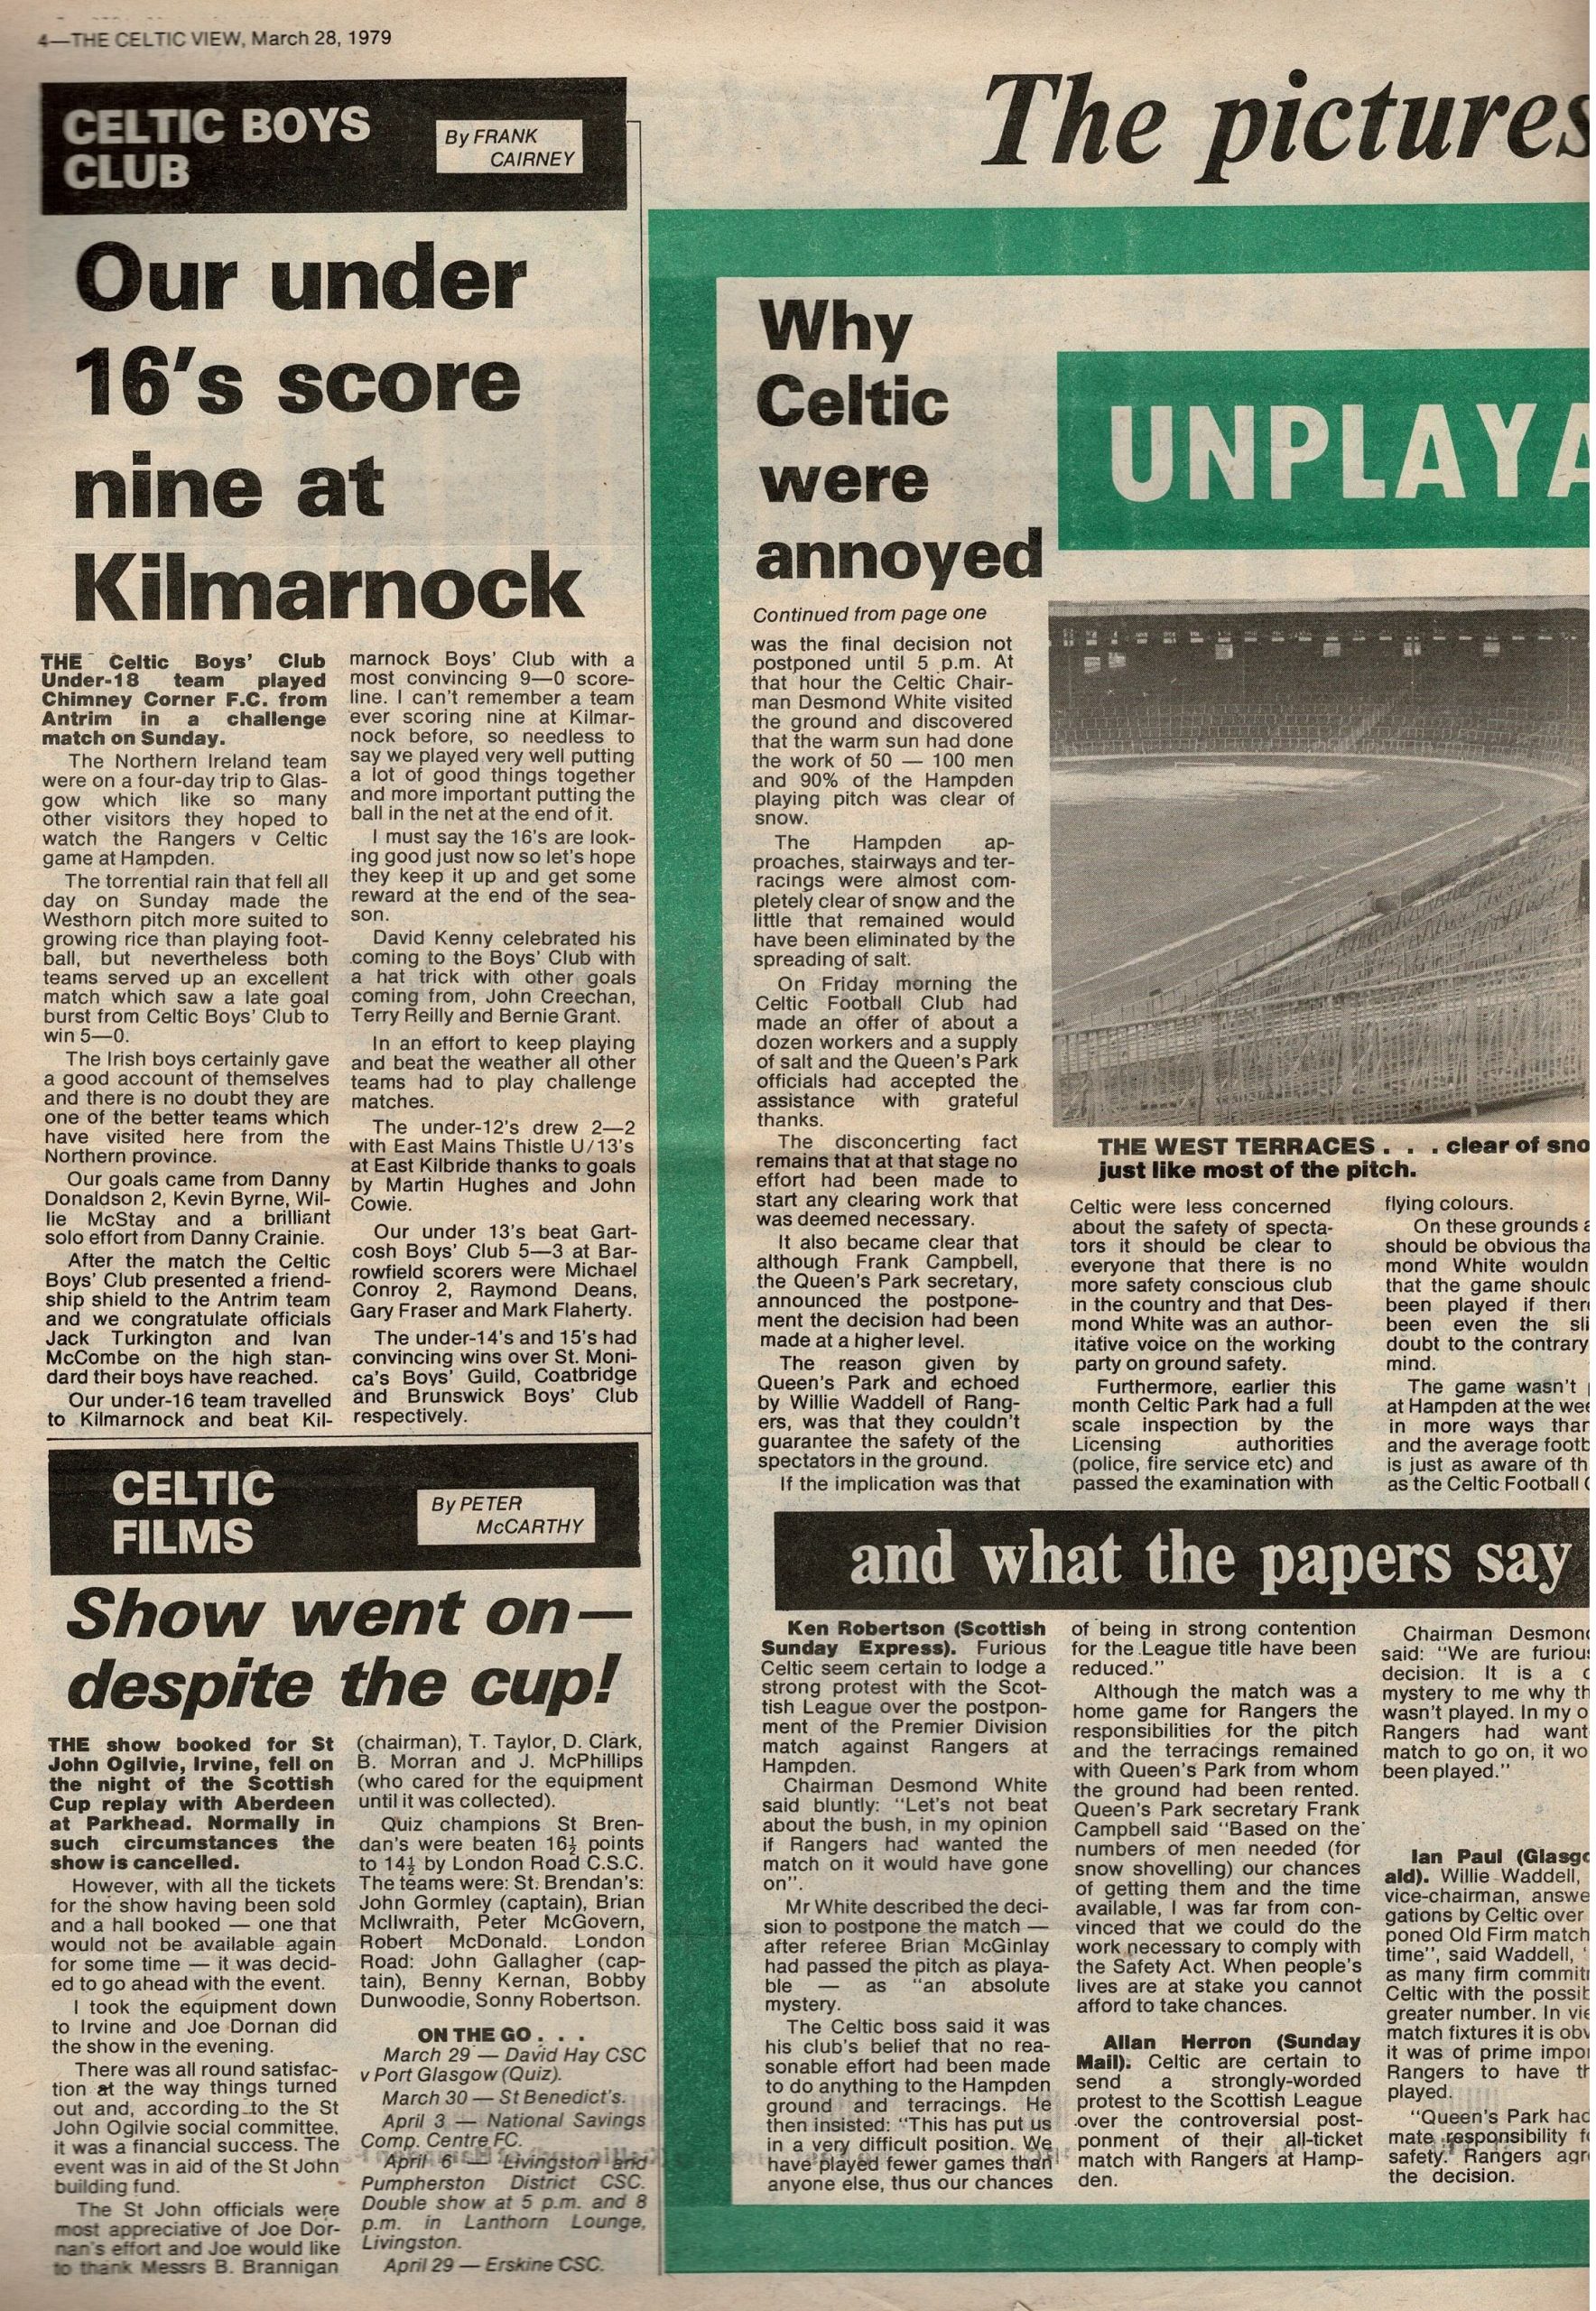 4—THE CELTIC VIEW, March 28, 1979
CELTIC BOYS
CLUB
By FRANK
CAIRNEY
Our under
16's score
nine at
Kilmarnock
THE Celtic Boys' Club
Under-18 team played
Chimney Corner F.C. from
Antrim in a challenge
match on Sunday.
The Northern Ireland team
were on a four-day trip to Glas-
gow which like so many
other visitors they hoped to
watch the Rangers v Celtic
game at Hampden.
The torrential rain that fell all
day on Sunday made the
Westhorn pitch more suited to
growing rice than playing foot-
ball, but nevertheless both
teams served up an excellent
match which saw a late goal
burst from Celtic Boys' Club to
win 5—0.
The Irish boys certainly gave
a good account of themselves
and there is no doubt they are
one of the better teams which
have visited here from the
Northern province.
Our goals came from Danny
Donaldson 2, Kevin Byrne, Wil-
lie McStay and a brilliant
solo effort from Danny Crainie.
After the match the Celtic
Boys' Club presented a friend-
ship shield to the Antrim team
and we congratulate officials
Jack Turkington and Ivan
McCombe on the high stan-
dard their boys have reached.
Our under-16 team travelled
to Kilmarnock and beat Kil-
marnock Boys' Club with a
most convincing 9—0 score-
line. I can't remember a team
ever scoring nine at Kilmar-
nock before, so needless to
say we played very well putting
a lot of good things together
and more important putting the
ball in the net at the end of it.
I must say the 16's are look-
ing good just now so let's hope
they keep it up and get some
reward at the end of the sea-
son.
David Kenny celebrated his
coming to the Boys' Club with
a hat trick with other goals
coming from, John Creechan,
Terry Reilly and Bernie Grant.
In an effort to keep playing
and beat the weather all other
teams had to play challenge
matches.
The under-12's drew 2—2
with East Mains Thistle U/13's
at East Kilbride thanks to goals
by Martin Hughes and John
Cowie.
Our under 13's beat Gart-
cosh Boys' Club 5—3 at Bar-
rowfield scorers were Michael
Conroy 2, Raymond Deans,
Gary Fraser and Mark Flaherty.
The under-14's and 15's had
convincing wins over St. Moni-
ca's Boys' Guild, Coatbridge
and Brunswick Boys' Club
respectively.
CELTIC
FILMS
By PETER
McCARTHY
Show went on—
despite the cup!
THE show booked for St
John Ogilvie, Irvine, fell on
the night of the Scottish
Cup replay with Aberdeen
at Parkhead. Normally in
such circumstances the
show is cancelled.
However, with all the tickets
for the show having been sold
and a hall booked — one that
would not be available again
for some time — it was decid-
ed to go ahead with the event.
I took the equipment down
to Irvine and Joe Dornan did
the show in the evening.
There was all round satisfac-
tion at the way things turned
out and, according to the St
John Ogilvie social committee,
it was a financial success. The
event was in aid of the St John
building fund.
The St John officials were
most appreciative of Joe Dor-
nan's effort and Joe would like
to thank Messrs B. Brannigan
(chairman), T. Taylor, D. Clark,
B. Morran and J. McPhillips
(who cared for the equipment
until it was collected).
Quiz champions St Bren-
dan's were beaten 16½ points
to 14½ by London Road C.S.C.
The teams were: St. Brendan's:
John Gormley (captain), Brian
McIlwraith, Peter McGovern,
Robert McDonald. London
Road: John Gallagher (cap-
tain), Benny Kernan, Bobby
Dunwoodie, Sonny Robertson.
ON THE GO . . .
March 29 — David Hay CSC
v Port Glasgow (Quiz).
March 30 — St Benedict's.
April 3 — National Savings
Comp. Centre FC.
April 6 — Livingston and
Pumpherston District CSC.
Double show at 5 p.m. and 8
p.m. in Lanthorn Lounge,
Livingston.
April 29 — Erskine CSC.
The pictures
Why
Celtic
were
annoyed
UNPLAYA
Continued from page one
was the final decision not
postponed until 5 p.m. At
that hour the Celtic Chair-
man Desmond White visited
the ground and discovered
that the warm sun had done
the work of 50 — 100 men
and 90% of the Hampden
playing pitch was clear of
snow.
The Hampden ap-
proaches, stairways and ter-
racings were almost com-
pletely clear of snow and the
little that remained would
have been eliminated by the
spreading of salt.
On Friday morning the
Celtic Football Club had
made an offer of about a
dozen workers and a supply
of salt and the Queen's Park
officials had accepted the
assistance with grateful
thanks.
The disconcerting fact
remains that at that stage no
effort had been made to
start any clearing work that
was deemed necessary.
It also became clear that
although Frank Campbell,
the Queen's Park secretary,
announced the postpone-
ment the decision had been
made at a higher level.
The reason given by
Queen's Park and echoed
by Willie Waddell of Rang-
ers, was that they couldn't
guarantee the safety of the
spectators in the ground.
If the implication was that
THE WEST TERRACES . . . clear of sno
just like most of the pitch.
Celtic were less concerned
about the safety of specta-
tors it should be clear to
everyone that there is no
more safety conscious club
in the country and that Des-
mond White was an author-
itative voice on the working
party on ground safety.
Furthermore, earlier this
month Celtic Park had a full
scale inspection by the
Licensing authorities
(police, fire service etc) and
passed the examination with
flying colours.
On these grounds a
should be obvious tha
mond White wouldn
that the game should
been played if there
been even the sli
doubt to the contrary
mind.
The game wasn't
at Hampden at the wee
in more ways than
and the average footb
is just as aware of th
as the Celtic Football C
and what the papers say
Ken Robertson (Scottish
Sunday Express). Furious
Celtic seem certain to lodge a
strong protest with the Scot-
tish League over the postpon-
ment of the Premier Division
match against Rangers at
Hampden.
Chairman Desmond White
said bluntly: "Let's not beat
about the bush, in my opinion
if Rangers had wanted the
match on it would have gone
on".
Mr White described the deci-
sion to postpone the match —
after referee Brian McGinlay
had passed the pitch as playa-
ble — as "an absolute
mystery.
The Celtic boss said it was
his club's belief that no rea-
sonable effort had been made
to do anything to the Hampden
ground and terracings. He
then insisted: "This has put us
in a very difficult position. We
have played fewer games than
anyone else, thus our chances
of being in strong contention
for the League title have been
reduced."
Although the match was a
home game for Rangers the
responsibilities for the pitch
and the terracings remained
with Queen's Park from whom
the ground had been rented.
Queen's Park secretary Frank
Campbell said "Based on the
numbers of men needed (for
snow shovelling) our chances
of getting them and the time
available, I was far from con-
vinced that we could do the
work necessary to comply with
the Safety Act. When people's
lives are at stake you cannot
afford to take chances.
Allan Herron (Sunday
Mail). Celtic are certain to
send a strongly-worded
protest to the Scottish League
over the controversial post-
ponment of their all-ticket
match with Rangers at Hamp-
den.
Chairman Desmond
said: "We are furious
decision. It is a c
mystery to me why th
wasn't played. In my o
Rangers had want
match to go on, it wo
been played."
Ian Paul (Glasgo
ald). Willie Waddell,
vice-chairman, answe
gations by Celtic over
poned Old Firm match
time", said Waddell, "
as many firm commitm
Celtic with the possib
greater number. In vie
match fixtures it is obv
it was of prime impor
Rangers to have th
played.
"Queen's Park had
mate responsibility fo
safety. Rangers agre
the decision.